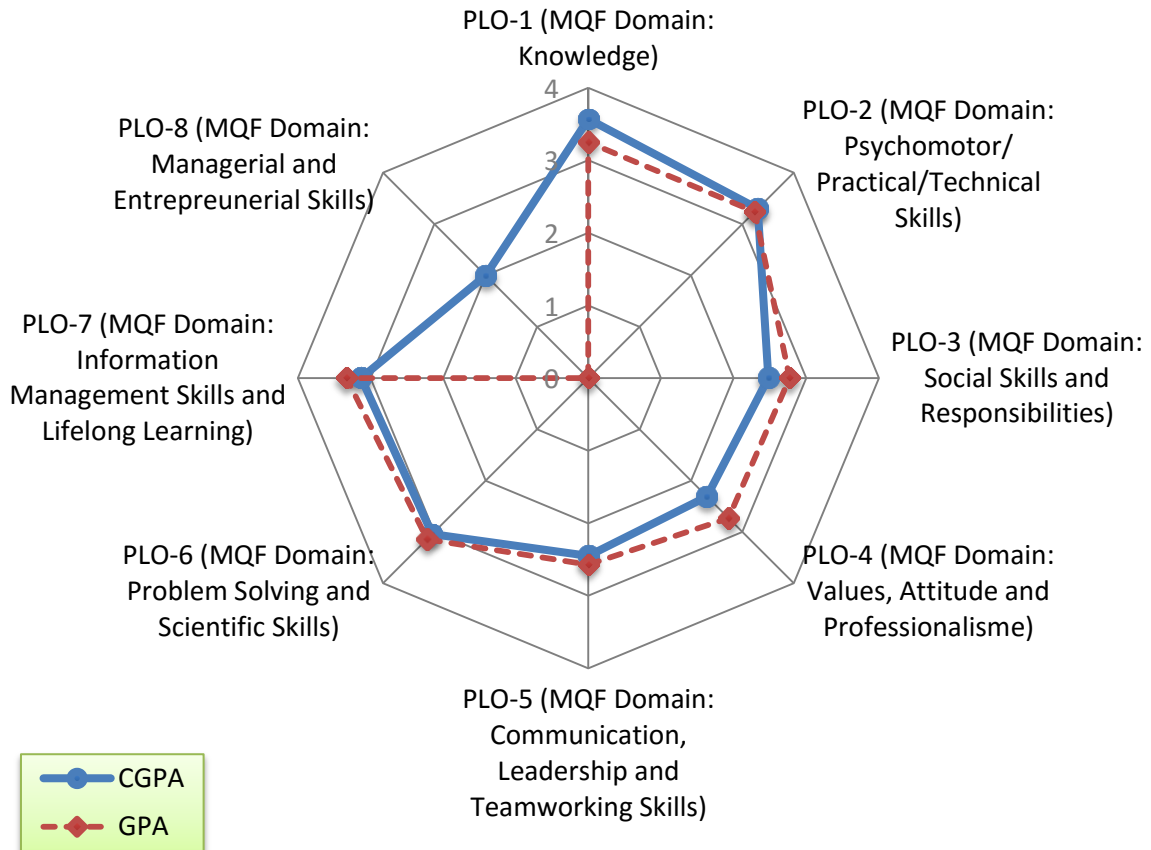 PLO-1 (MQF Domain:
Knowledge)
PLO-2 (MQF Domain:
Psychomotor/
Practical/Technical
Skills)
PLO-3 (MQF Domain:
Social Skills and
Responsibilities)
PLO-4 (MQF Domain:
Values, Attitude and
Professionalisme)
PLO-5 (MQF Domain:
Communication,
Leadership and
Teamworking Skills)
PLO-6 (MQF Domain:
Problem Solving and
Scientific Skills)
PLO-7 (MQF Domain:
Information
Management Skills and
Lifelong Learning)
PLO-8 (MQF Domain:
Managerial and
Entrepreunerial Skills)
4
3
2
1
0
CGPA
GPA